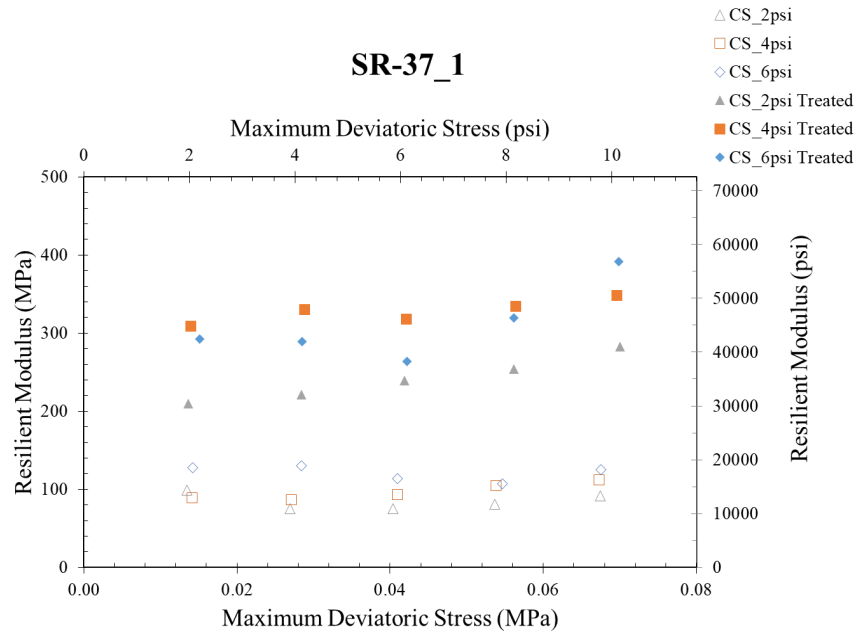 CS_2psi
CS_4psi
CS_6psi
CS_2psi Treated
CS_4psi Treated
CS_6psi Treated
SR-37_1
Maximum Deviatoric Stress (psi)
0 2 4 6 8 10
500 70000
400 60000
50000
300 40000
200 30000
20000
100 10000
0 0
Resilient Modulus (MPa)
Resilient Modulus (psi)
0.00 0.02 0.04 0.06 0.08
Maximum Deviatoric Stress (MPa)